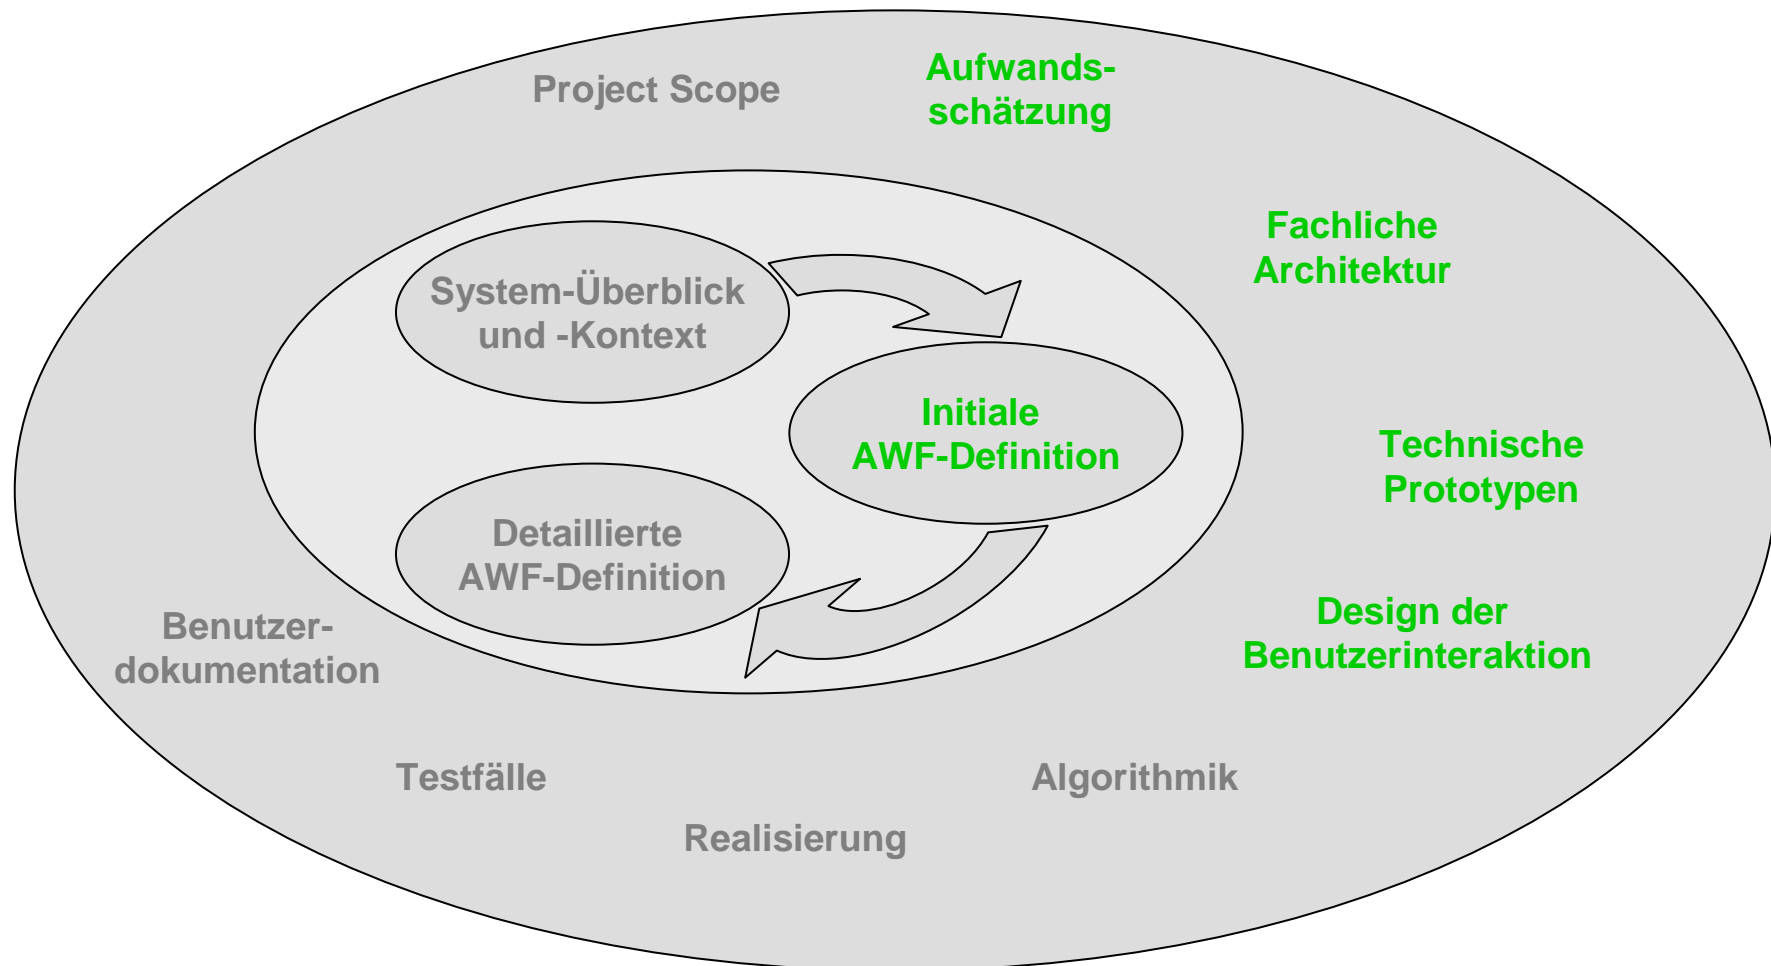 Project Scope
Aufwands-
schätzung
Fachliche
Architektur
System-Überblick
und -Kontext
Initiale
AWF-Definition
Technische
Prototypen
Detaillierte
AWF-Definition
Design der
Benutzerinteraktion
Benutzer-
dokumentation
Testfälle
Algorithmik
Realisierung